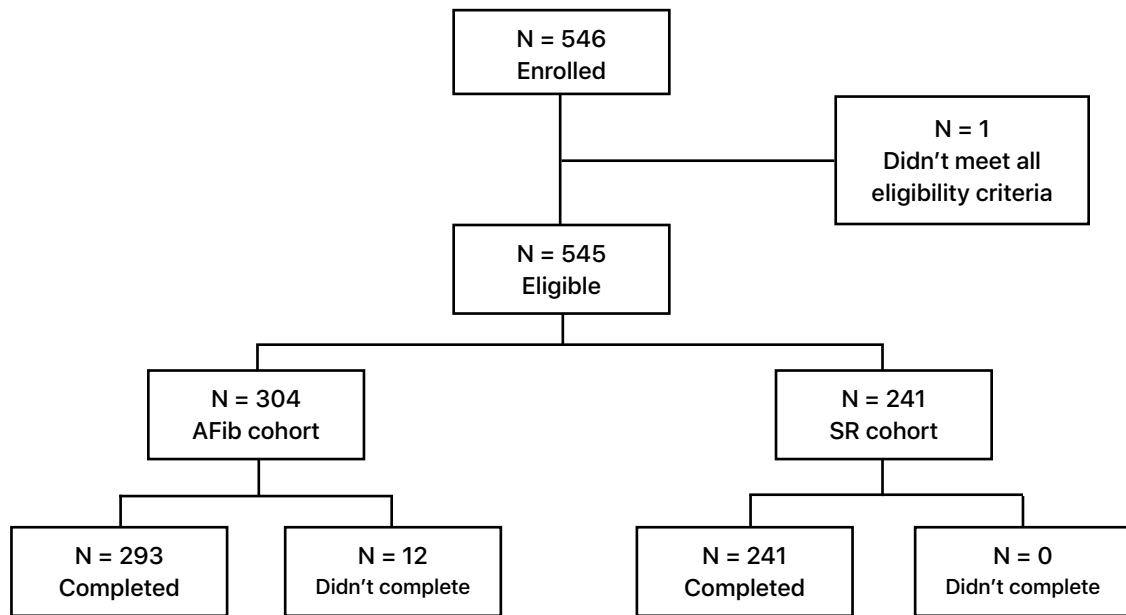 N = 546
Enrolled
N = 1
Didn’t meet all
eligibility criteria
N = 545
Eligible
N = 304
AFib cohort
N = 241
SR cohort
N = 293
Completed
N = 12
Didn’t complete
N = 241
Completed
N = 0
Didn’t complete